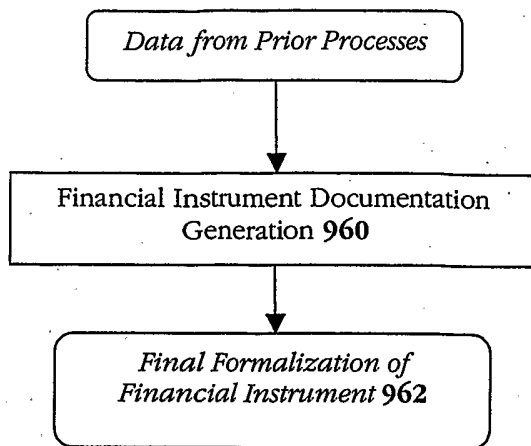 Data from Prior Processes
Financial Instrument Documentation
Generation 960
Final Formalization of
Financial Instrument 962